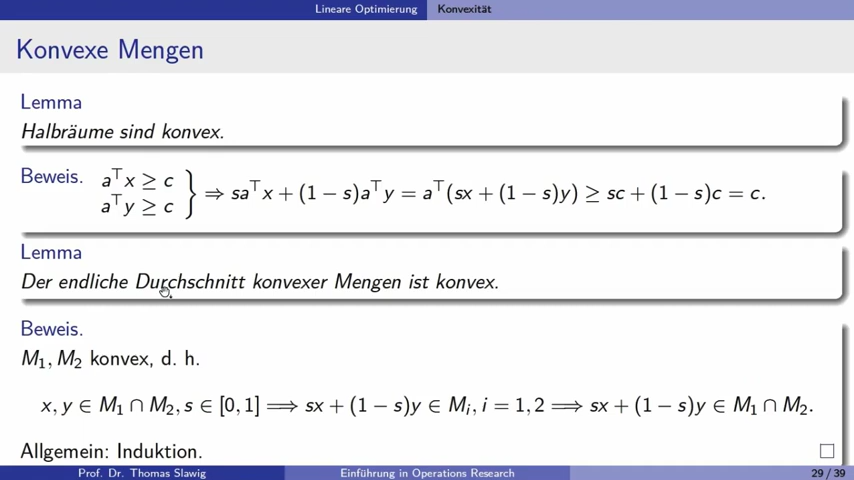 Lineare Optimierung Konvexität
Konvexe Mengen
Lemma
Halbräume sind konvex.
Beweis. a⊤x ≥ c
a⊤y ≥ c } ⇒ sa⊤x + (1 − s)a⊤y = a⊤(sx + (1 − s)y) ≥ sc + (1 − s)c = c.
Lemma
Der endliche Durchschnitt konvexer Mengen ist konvex.
Beweis.
M₁, M₂ konvex, d. h.
x, y ∈ M₁ ∩ M₂, s ∈ [0, 1] ⟹ sx + (1 − s)y ∈ Mᵢ, i = 1, 2 ⟹ sx + (1 − s)y ∈ M₁ ∩ M₂.
Allgemein: Induktion. □
Prof. Dr. Thomas Slawig Einführung in Operations Research 29 / 39